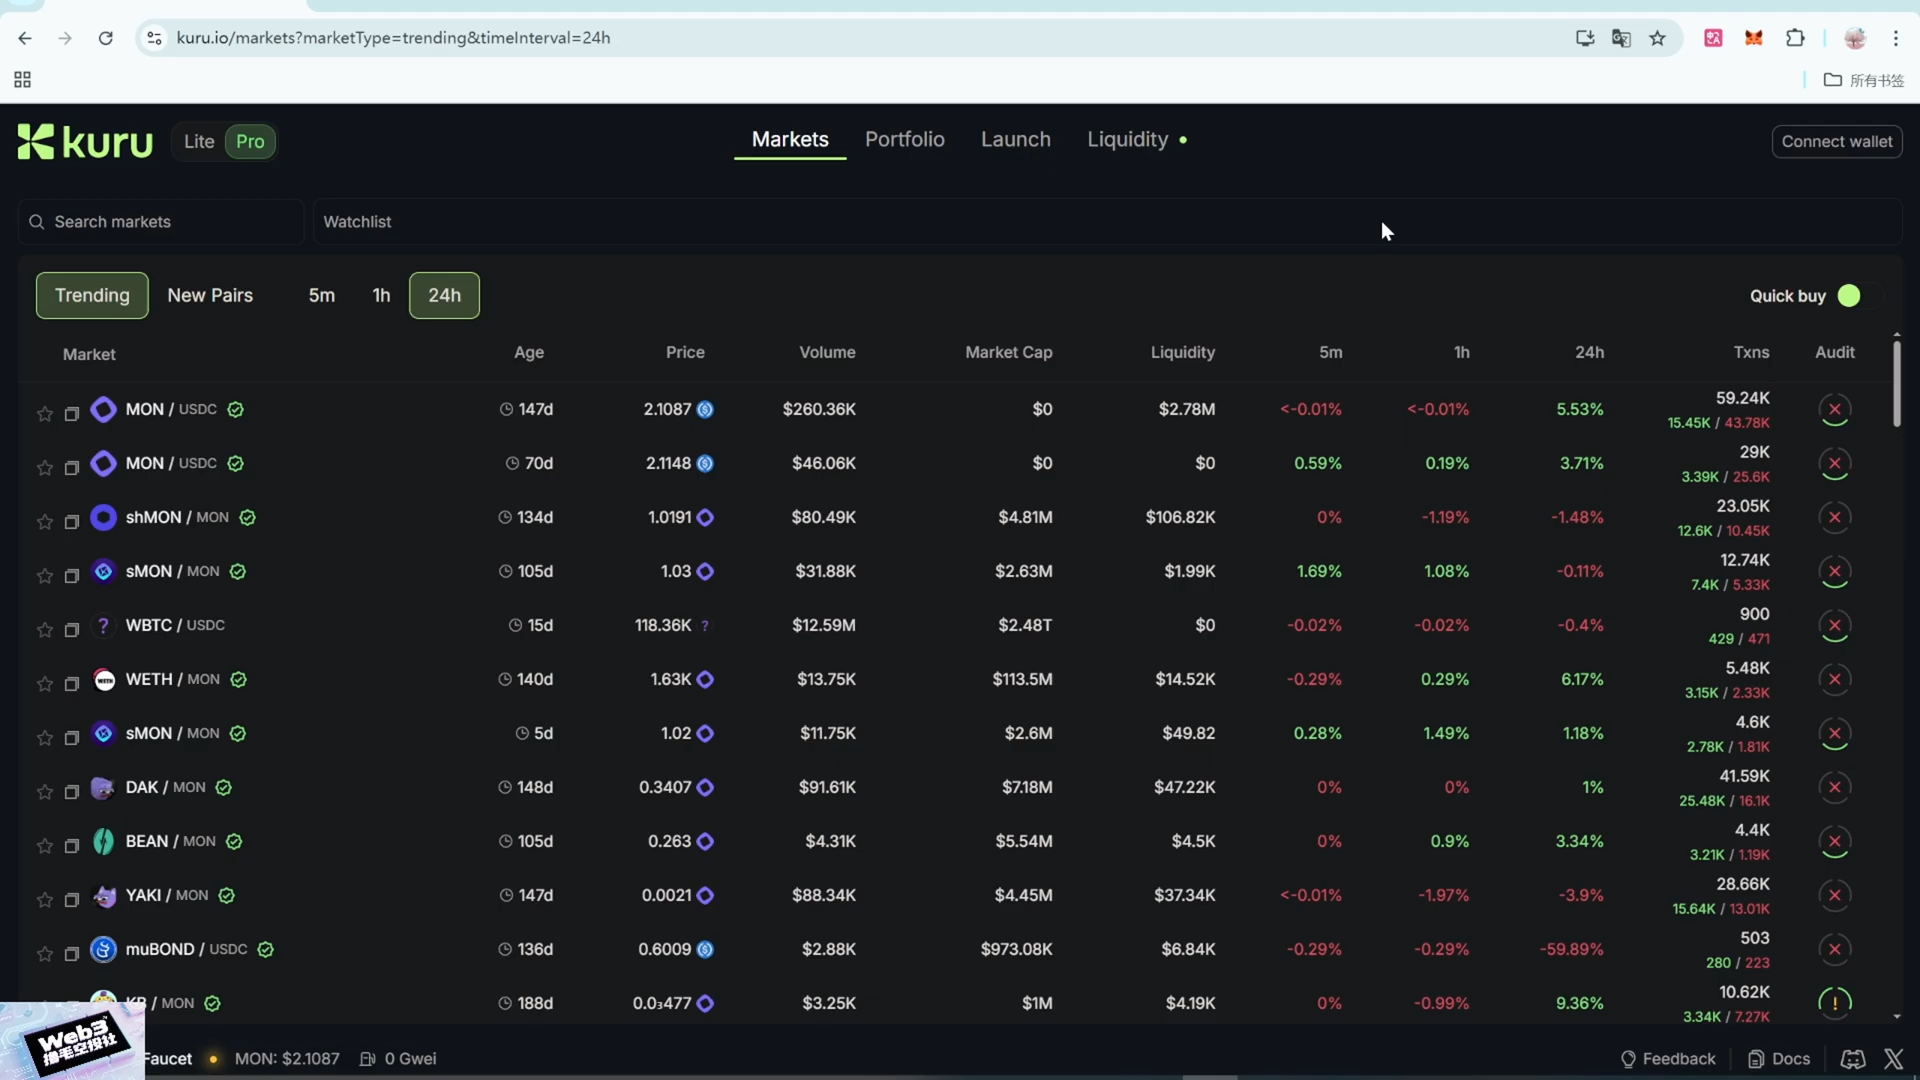 kuru.io/markets?marketType=trending&timeInterval=24h
所有书签
kuru
Lite Pro
Markets Portfolio Launch Liquidity
Connect wallet
Search markets
Watchlist
Trending New Pairs 5m 1h 24h
Quick buy
Market Age Price Volume Market Cap Liquidity 5m 1h 24h Txns Audit
MON / USDC 147d 2.1087 $260.36K $0 $2.78M <-0.01% <-0.01% 5.53% 59.24K
15.45K / 43.78K
MON / USDC 70d 2.1148 $46.06K $0 $0 0.59% 0.19% 3.71% 29K
3.39K / 25.6K
shMON / MON 134d 1.0191 $80.49K $4.81M $106.82K 0% -1.19% -1.48% 23.05K
12.6K / 10.45K
sMON / MON 105d 1.03 $31.88K $2.63M $1.99K 1.69% 1.08% -0.11% 12.74K
7.4K / 5.33K
? WBTC / USDC 15d 118.36K ? $12.59M $2.48T $0 -0.02% -0.02% -0.4% 900
429 / 471
WETH WETH / MON 140d 1.63K $13.75K $113.5M $14.52K -0.29% 0.29% 6.17% 5.48K
3.15K / 2.33K
sMON / MON 5d 1.02 $11.75K $2.6M $49.82 0.28% 1.49% 1.18% 4.6K
2.78K / 1.81K
DAK / MON 148d 0.3407 $91.61K $7.18M $47.22K 0% 0% 1% 41.59K
25.48K / 16.1K
BEAN / MON 105d 0.263 $4.31K $5.54M $4.5K 0% 0.9% 3.34% 4.4K
3.21K / 1.19K
YAKI / MON 147d 0.0021 $88.34K $4.45M $37.34K <-0.01% -1.97% -3.9% 28.66K
15.64K / 13.01K
muBOND / USDC 136d 0.6009 $2.88K $973.08K $6.84K -0.29% -0.29% -59.89% 503
280 / 223
/ MON 188d 0.0₃477 $3.25K $1M $4.19K 0% -0.99% 9.36% 10.62K
3.34K / 7.27K
Web3
撸毛空投社
Faucet MON: $2.1087 0 Gwei
Feedback Docs